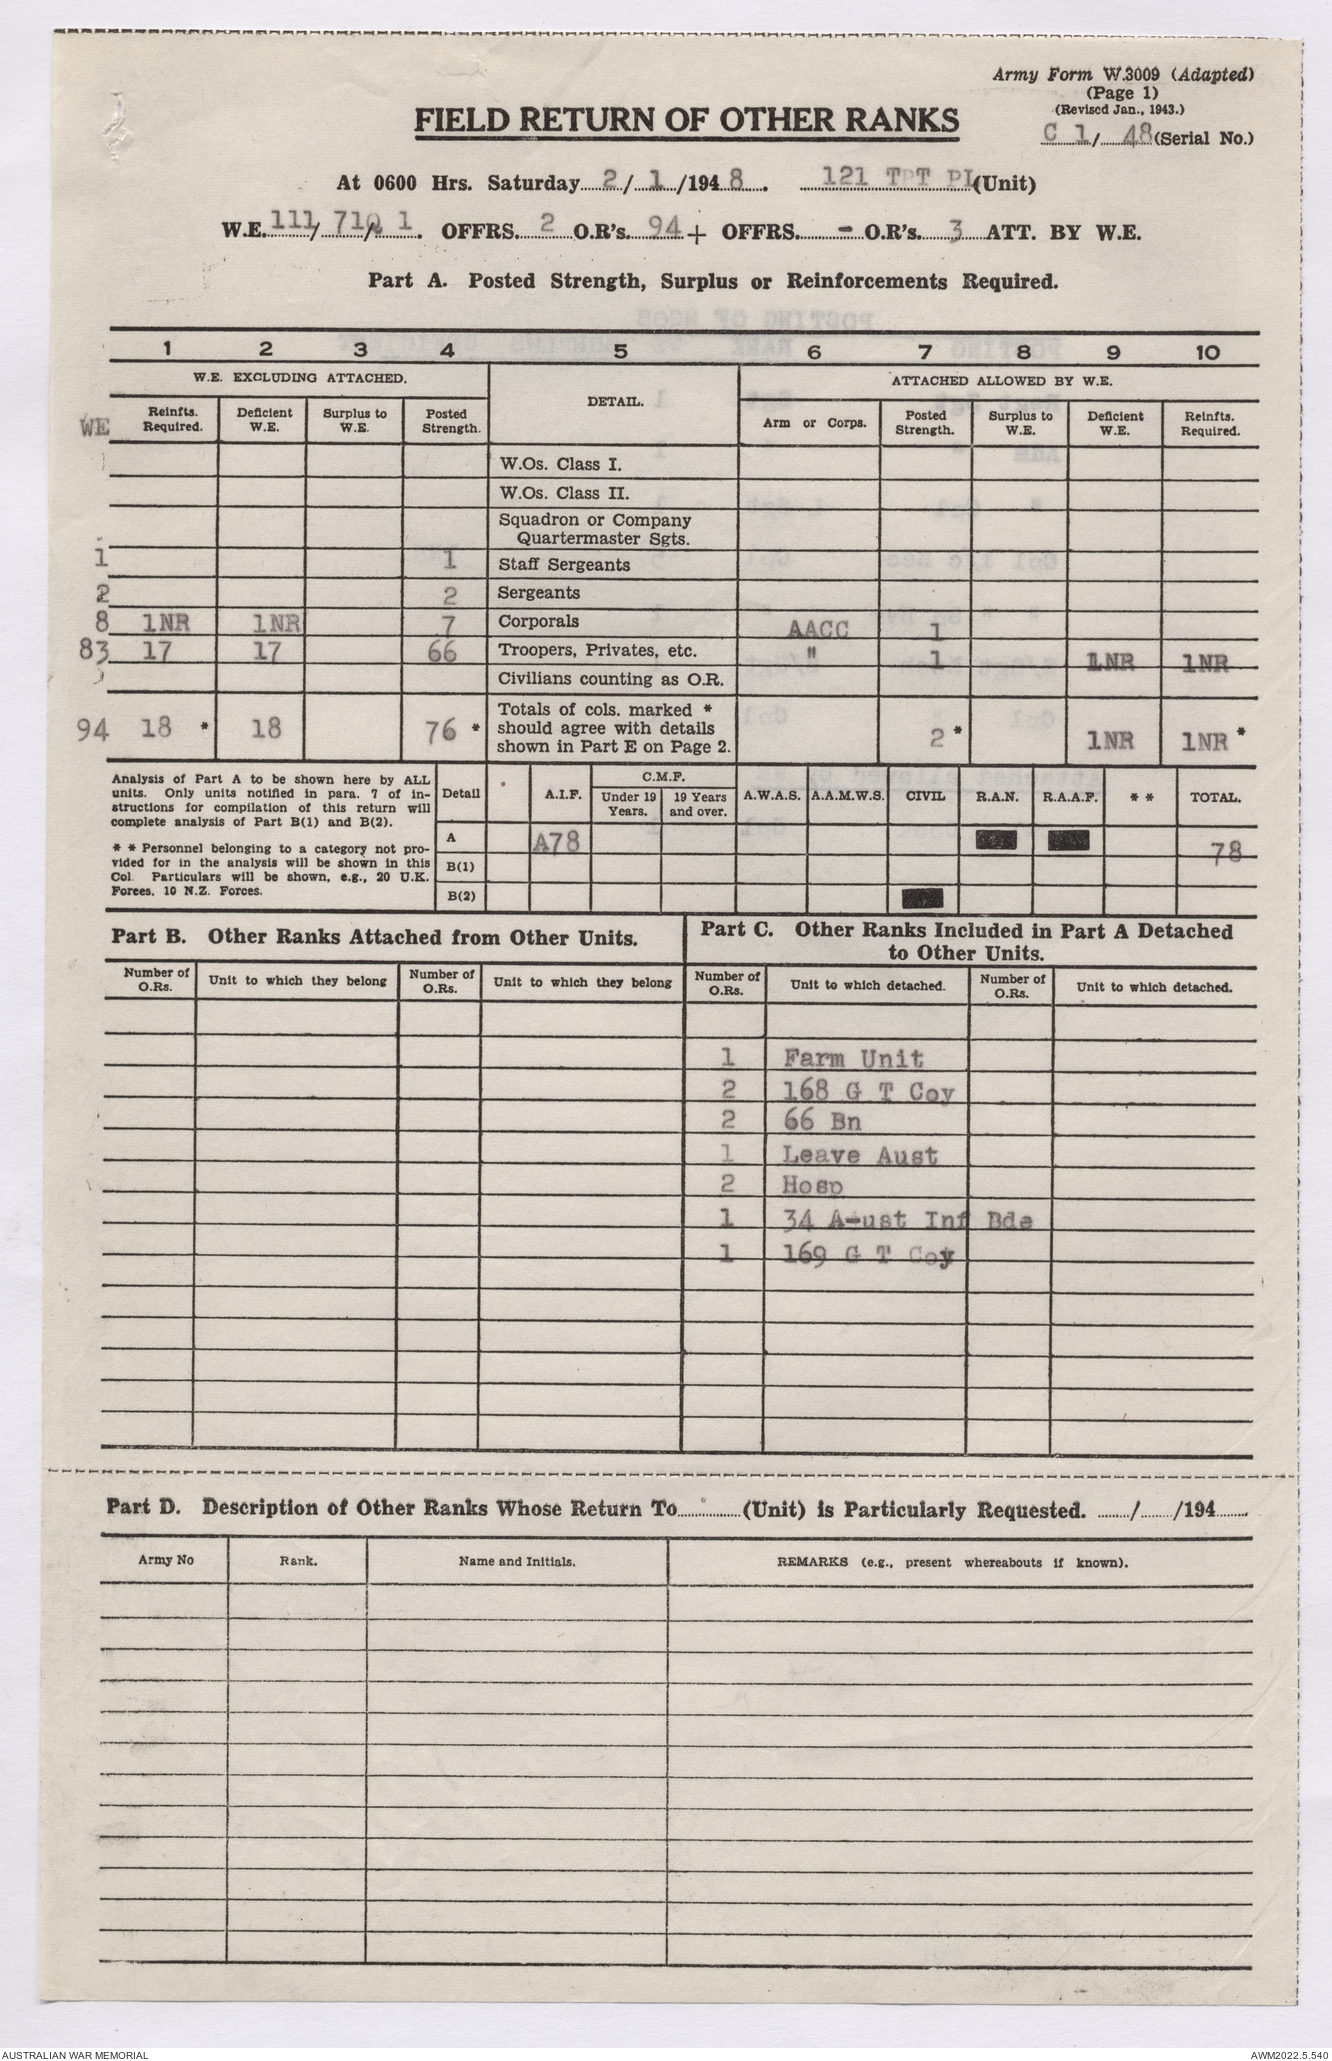 Army Form W.3009 (Adapted)
(Page 1)
(Revised Jan., 1943.)
C 1/ 48 (Serial No.)
FIELD RETURN OF OTHER RANKS
At 0600 Hrs. Saturday 2/1/1948. 121 TPT Pl (Unit)
W.E. 111/ 71Q/ 1. OFFRS. 2 O.R's. 94 + OFFRS. - O.R's. 3 ATT. BY W.E.
Part A. Posted Strength, Surplus or Reinforcements Required.
1 2 3 4 5 6 7 8 9 10
W.E. EXCLUDING ATTACHED. DETAIL. ATTACHED ALLOWED BY W.E.
WE Reinfts. Required. Deficient W.E. Surplus to W.E. Posted Strength. Arm or Corps. Posted Strength. Surplus to W.E. Deficient W.E. Reinfts. Required.
W.Os. Class I.
W.Os. Class II.
Squadron or Company
Quartermaster Sgts.
1 1 Staff Sergeants
2 2 Sergeants
8 1NR 1NR 7 Corporals AACC 1
83 17 17 66 Troopers, Privates, etc. " 1 1NR 1NR
Civilians counting as O.R.
Totals of cols. marked *
94 18 * 18 76 * should agree with details 2 * 1NR 1NR *
shown in Part E on Page 2.
Analysis of Part A to be shown here by ALL
units. Only units notified in para. 7 of in-
structions for compilation of this return will
complete analysis of Part B(1) and B(2).
* * Personnel belonging to a category not pro-
vided for in the analysis will be shown in this
Col. Particulars will be shown, e.g., 20 U.K.
Forces. 10 N.Z. Forces.
Detail A.I.F. C.M.F. Under 19 Years. 19 Years and over. A.W.A.S. A.A.M.W.S. CIVIL R.A.N. R.A.A.F. * * TOTAL.
A A78 78
B(1)
B(2)
Part B. Other Ranks Attached from Other Units.
Part C. Other Ranks Included in Part A Detached
to Other Units.
Number of O.Rs. Unit to which they belong Number of O.Rs. Unit to which they belong Number of O.Rs. Unit to which detached. Number of O.Rs. Unit to which detached.
1 Farm Unit
2 168 G T Coy
2 66 Bn
1 Leave Aust
2 Hosp
1 34 A-ust Inf Bde
1 169 G T Coy
Part D. Description of Other Ranks Whose Return To (Unit) is Particularly Requested. / /194
Army No Rank. Name and Initials. REMARKS (e.g., present whereabouts if known).
AUSTRALIAN WAR MEMORIAL AWM2022.5.540